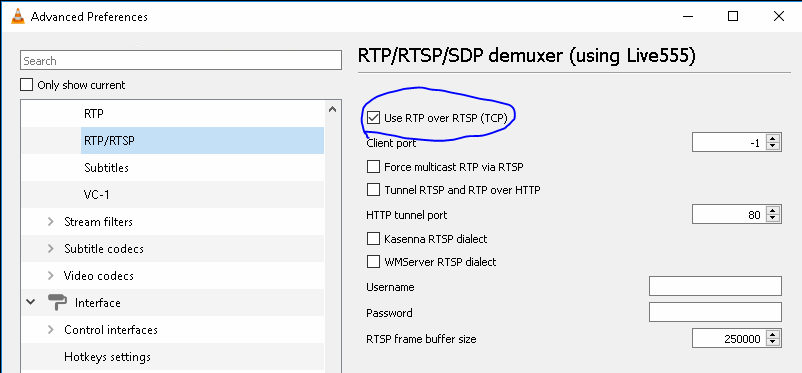 Advanced Preferences
Search
Only show current
RTP
RTP/RTSP
Subtitles
VC-1
Stream filters
Subtitle codecs
Video codecs
Interface
Control interfaces
Hotkeys settings
RTP/RTSP/SDP demuxer (using Live555)
Use RTP over RTSP (TCP)
Client port -1
Force multicast RTP via RTSP
Tunnel RTSP and RTP over HTTP
HTTP tunnel port 80
Kasenna RTSP dialect
WMServer RTSP dialect
Username
Password
RTSP frame buffer size 250000